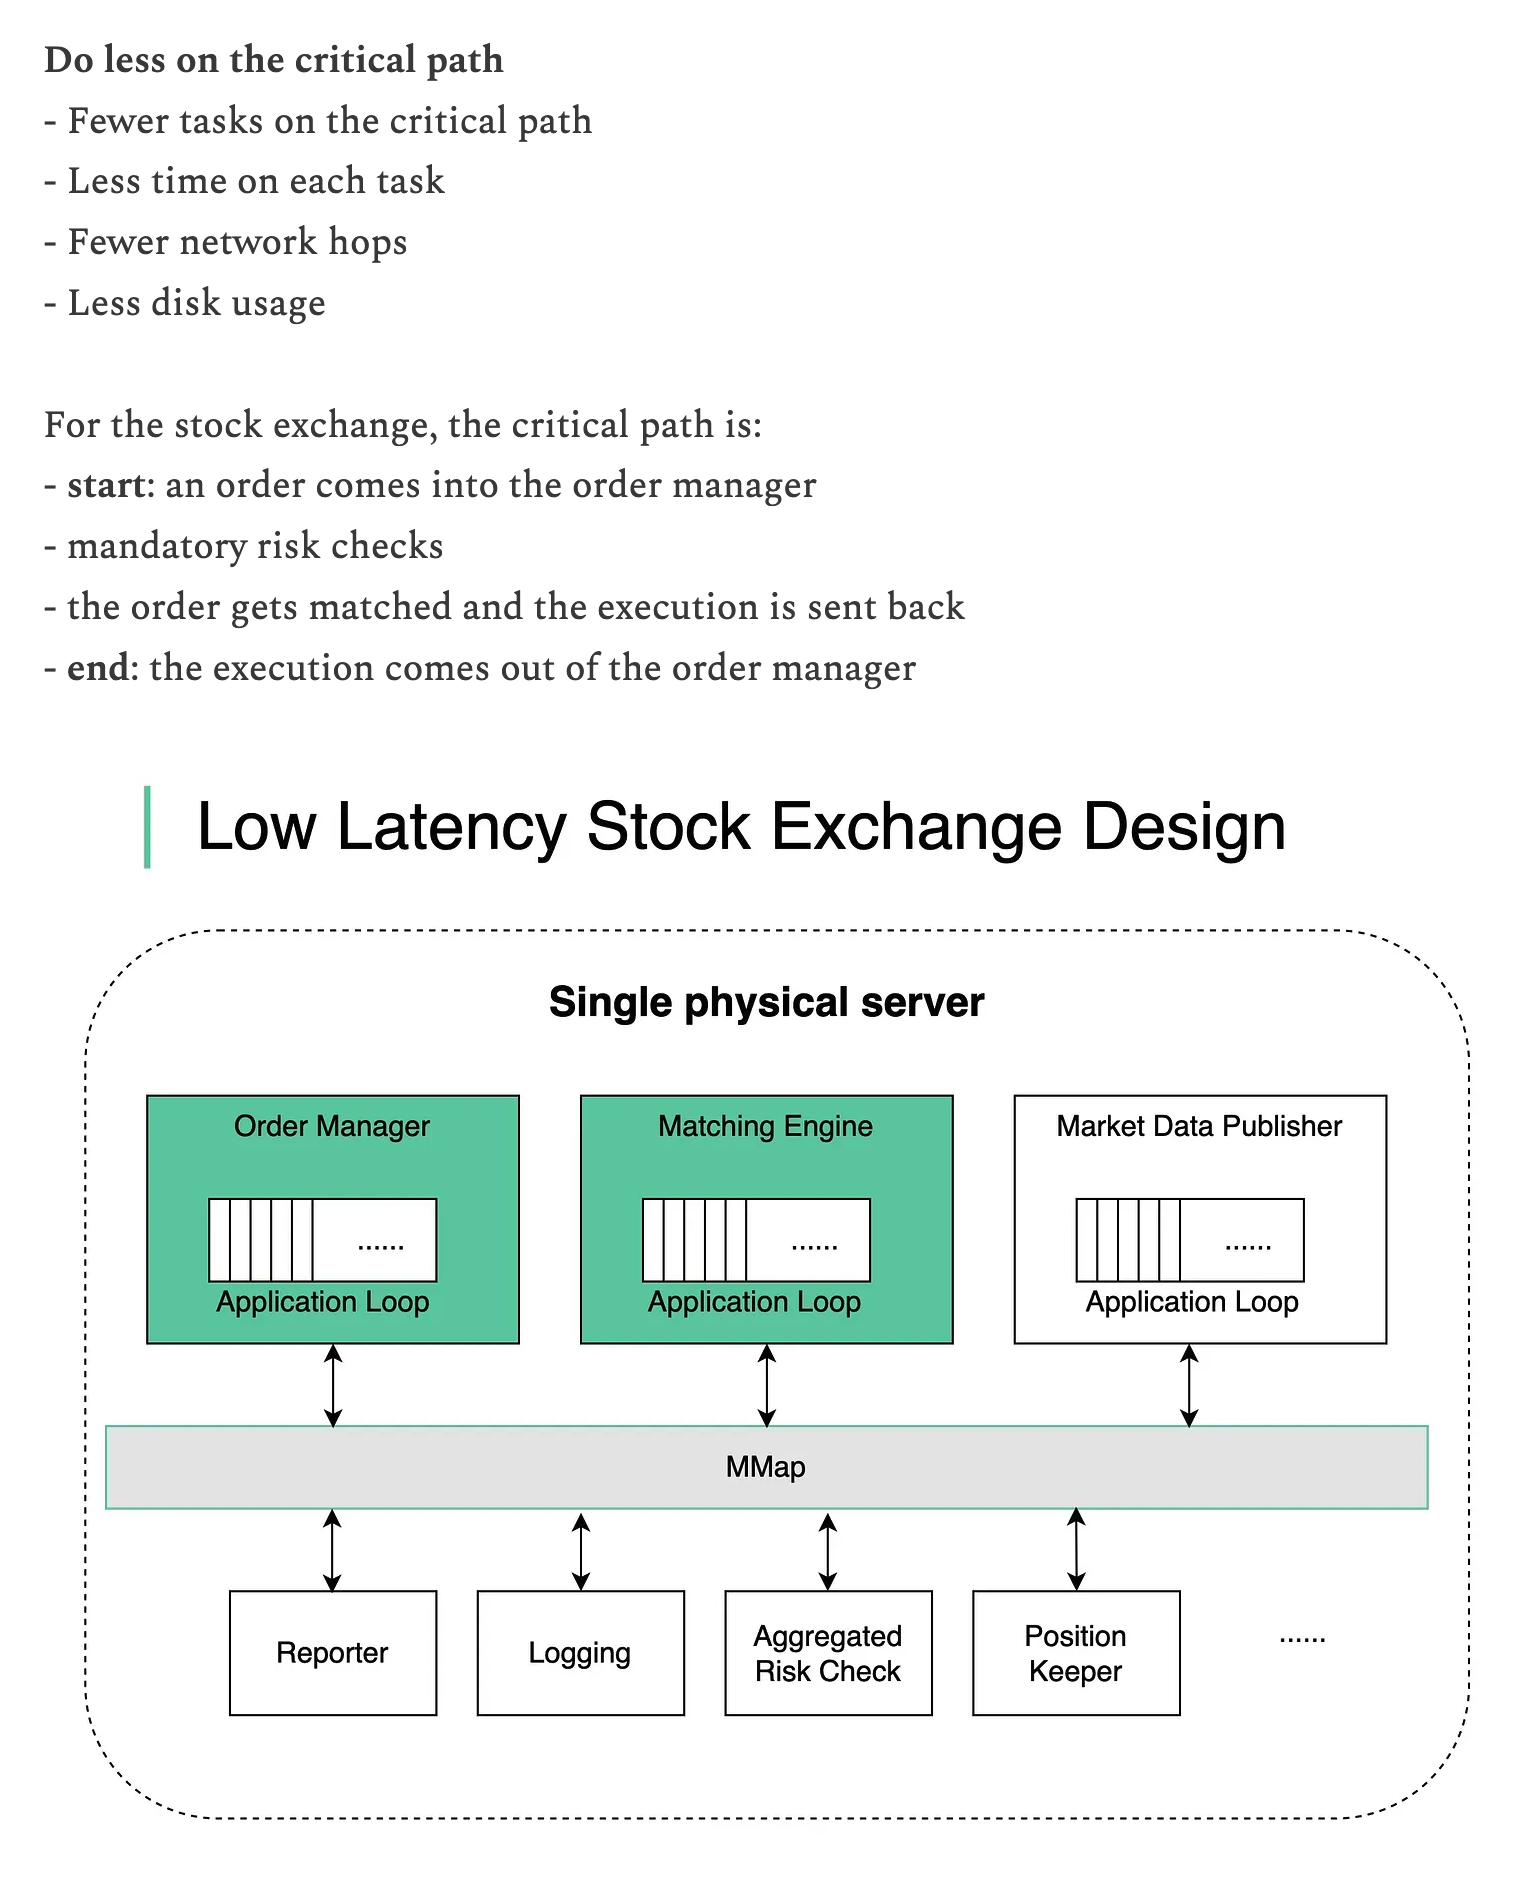 Do less on the critical path
- Fewer tasks on the critical path
- Less time on each task
- Fewer network hops
- Less disk usage
For the stock exchange, the critical path is:
- start: an order comes into the order manager
- mandatory risk checks
- the order gets matched and the execution is sent back
- end: the execution comes out of the order manager
Low Latency Stock Exchange Design
Single physical server
Order Manager
......
Application Loop
Matching Engine
......
Application Loop
Market Data Publisher
......
Application Loop
MMap
Reporter
Logging
Aggregated
Risk Check
Position
Keeper
......